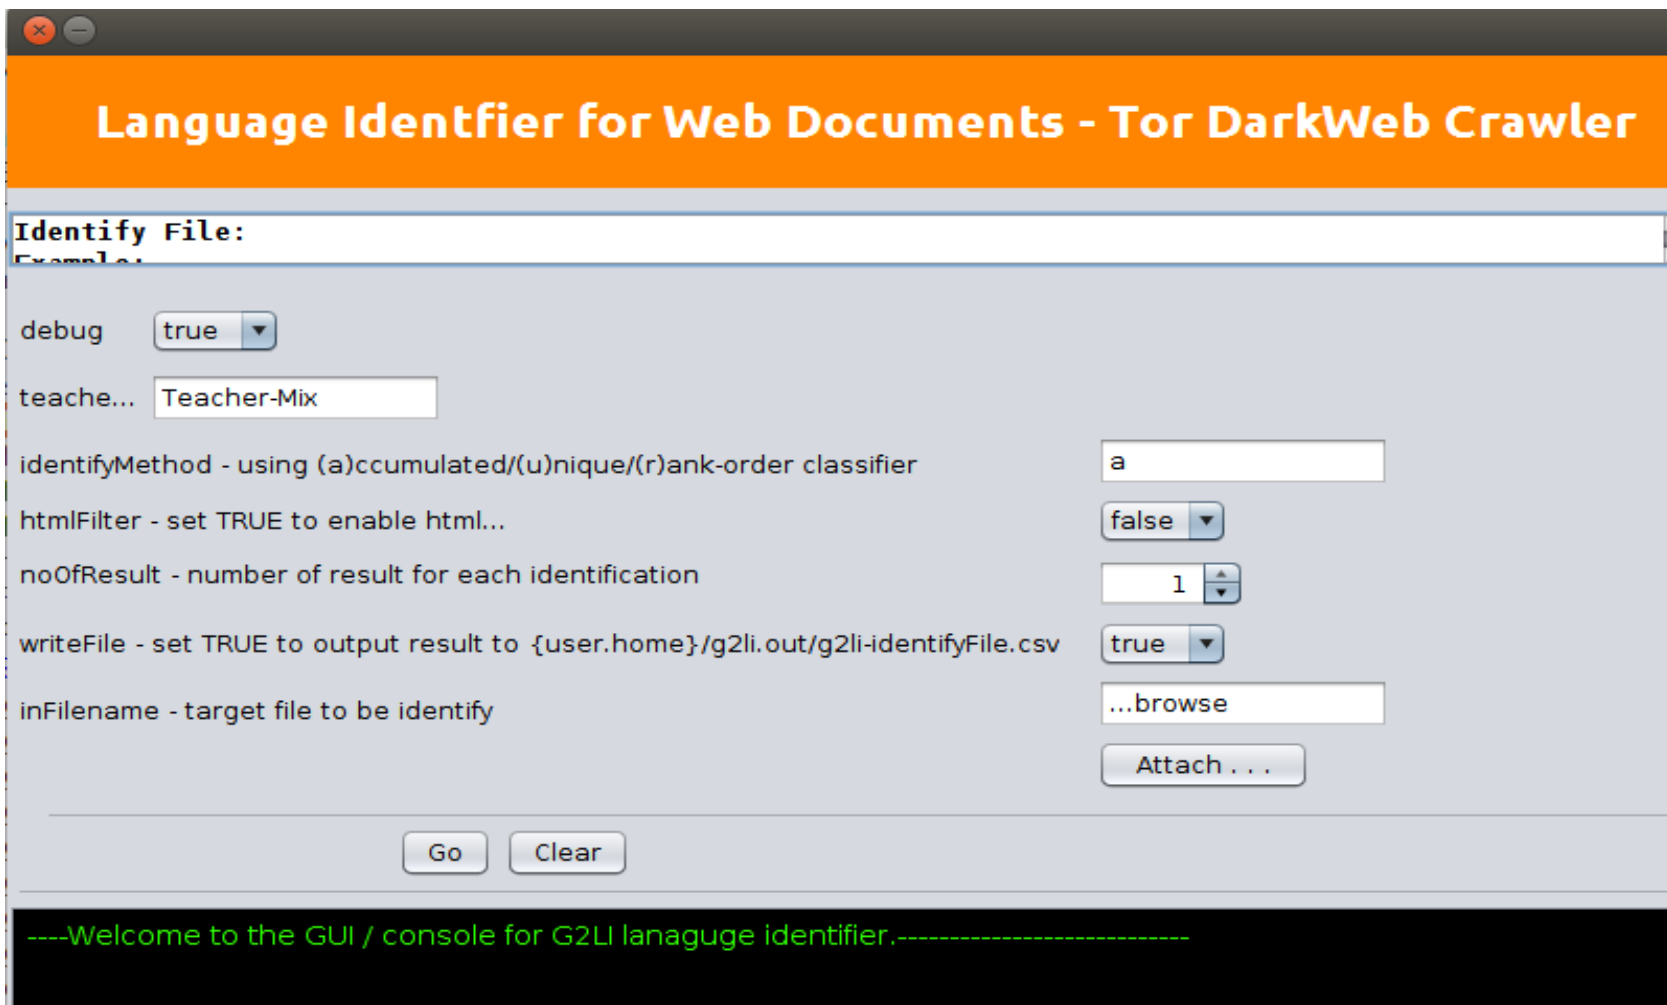 Language Identfier for Web Documents - Tor DarkWeb Crawler
Identify File:
Example:
debug true
teache... Teacher-Mix
identifyMethod - using (a)ccumulated/(u)nique/(r)ank-order classifier a
htmlFilter - set TRUE to enable html... false
noOfResult - number of result for each identification 1
writeFile - set TRUE to output result to {user.home}/g2li.out/g2li-identifyFile.csv true
inFilename - target file to be identify ...browse
Attach . . .
Go Clear
----Welcome to the GUI / console for G2LI lanaguge identifier.----------------------------